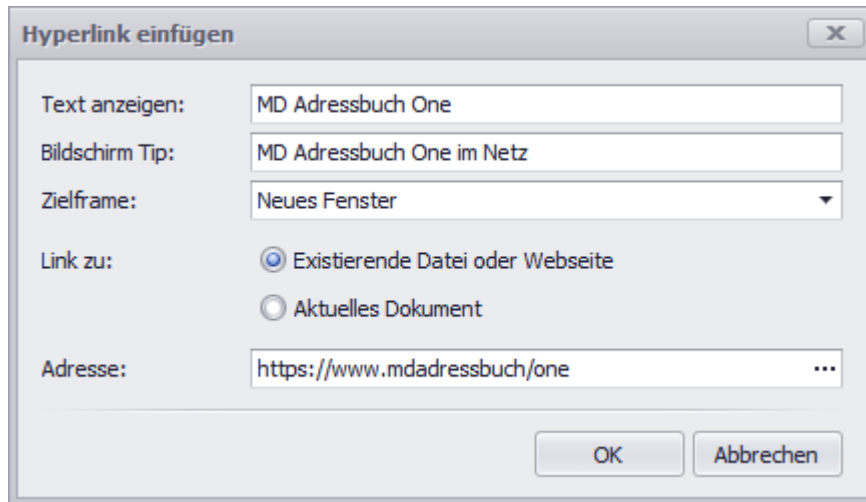 Hyperlink einfügen
Text anzeigen: MD Adressbuch One
Bildschirm Tip: MD Adressbuch One im Netz
Zielframe: Neues Fenster
Link zu: Existierende Datei oder Webseite
Aktuelles Dokument
Adresse: https://www.mdadressbuch/one ...
OK Abbrechen